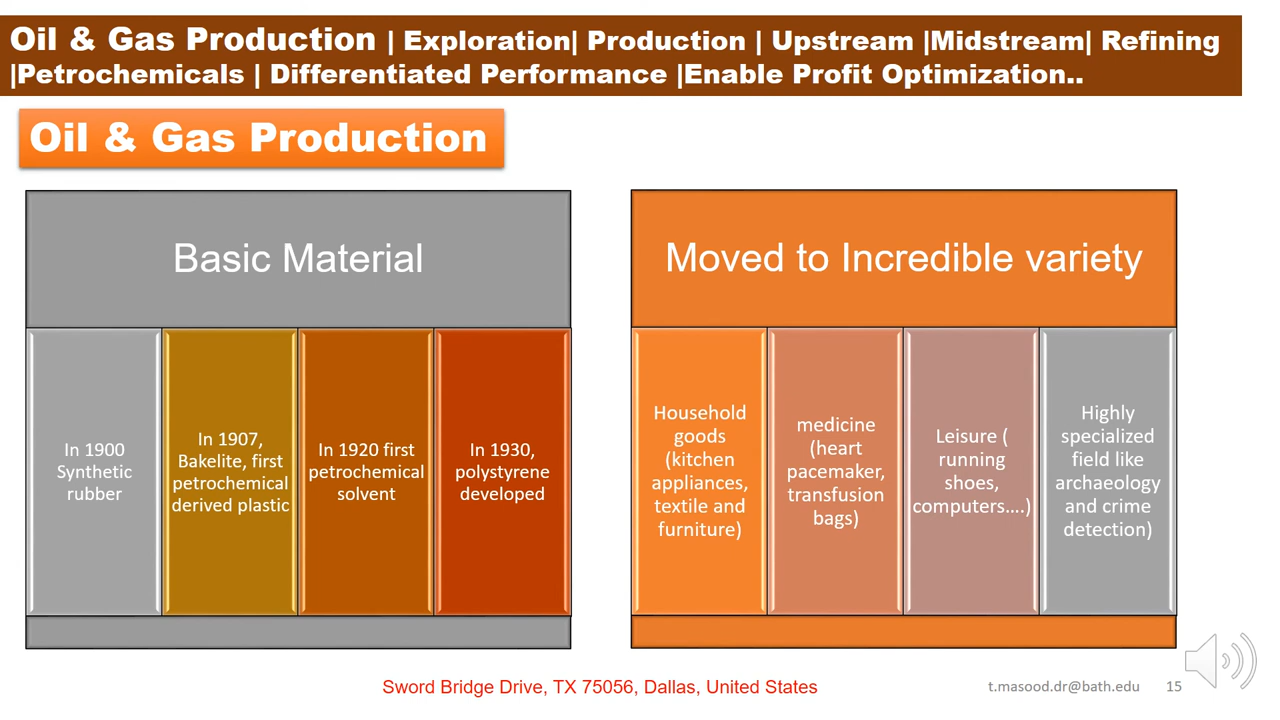 Oil & Gas Production | Exploration| Production | Upstream |Midstream| Refining
|Petrochemicals | Differentiated Performance |Enable Profit Optimization..
Oil & Gas Production
Basic Material
In 1900
Synthetic
rubber
In 1907,
Bakelite, first
petrochemical
derived plastic
In 1920 first
petrochemical
solvent
In 1930,
polystyrene
developed
Moved to Incredible variety
Household
goods
(kitchen
appliances,
textile and
furniture)
medicine
(heart
pacemaker,
transfusion
bags)
Leisure (
running
shoes,
computers....)
Highly
specialized
field like
archaeology
and crime
detection)
Sword Bridge Drive, TX 75056, Dallas, United States
t.masood.dr@bath.edu
15